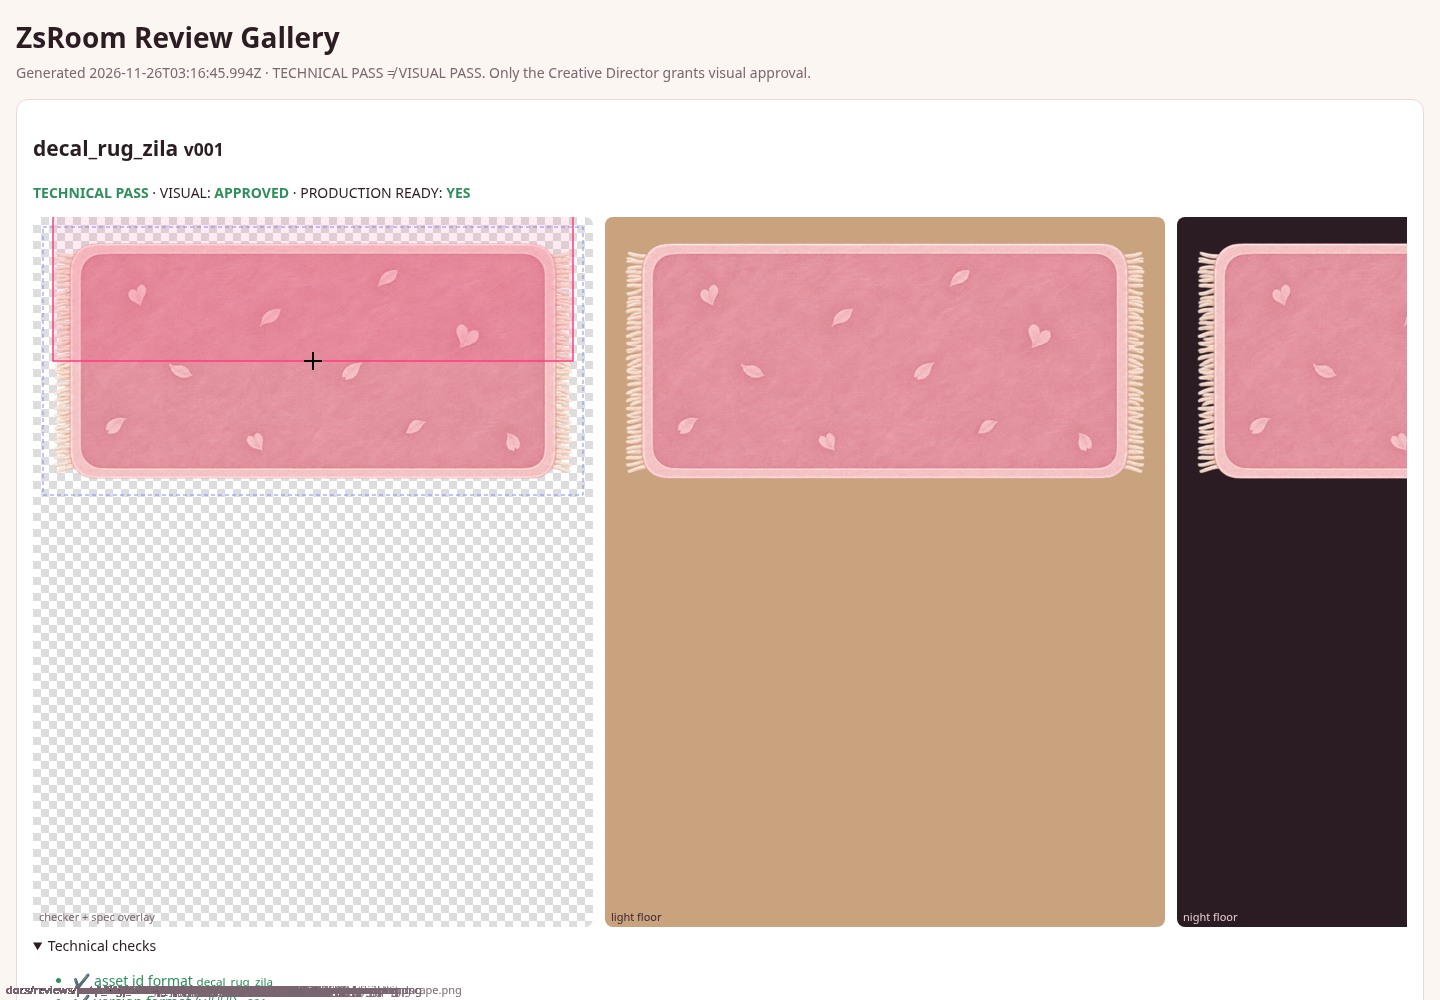 ZsRoom Review Gallery
Generated 2026-11-26T03:16:45.994Z · TECHNICAL PASS ≠ VISUAL PASS. Only the Creative Director grants visual approval.
decal_rug_zila v001
TECHNICAL PASS · VISUAL: APPROVED · PRODUCTION READY: YES
checker + spec overlay
light floor
night floor
▼ Technical checks
• ✔ asset id format decal_rug_zila